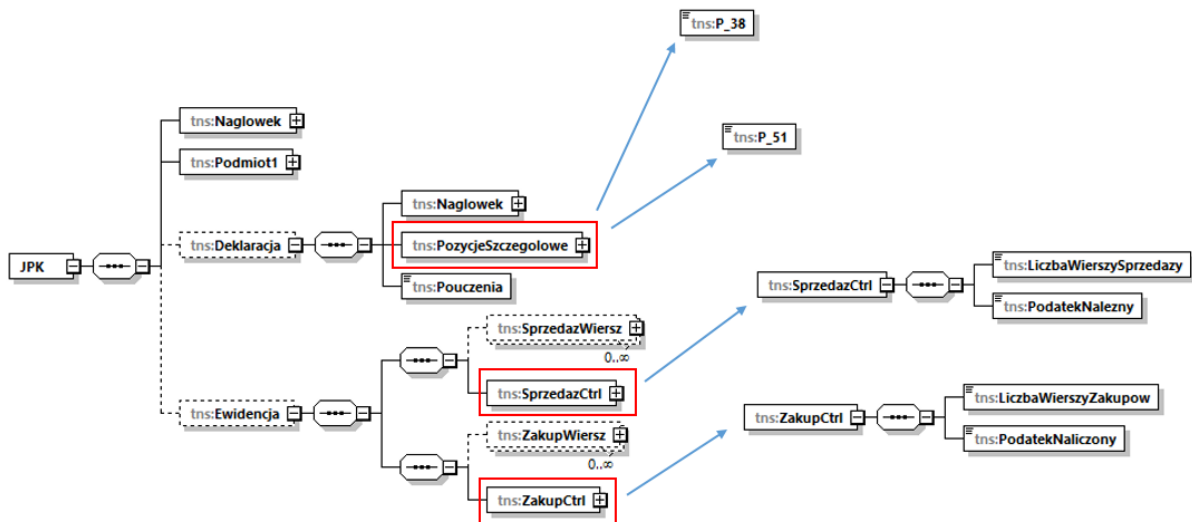 tns:P_38
tns:Naglowek
tns:P_51
tns:Podmiot1
tns:Naglowek
tns:Deklaracja
tns:PozycjeSzczegolowe
JPK
tns:LiczbaWierszySprzedazy
tns:Pouczenia
tns:SprzedazCtrl
tns:PodatekNalezny
tns:SprzedazWiersz
0..∞
tns:SprzedazCtrl
tns:LiczbaWierszyZakupow
tns:Ewidencja
tns:ZakupCtrl
tns:ZakupWiersz
tns:PodatekNaliczony
0..∞
tns:ZakupCtrl